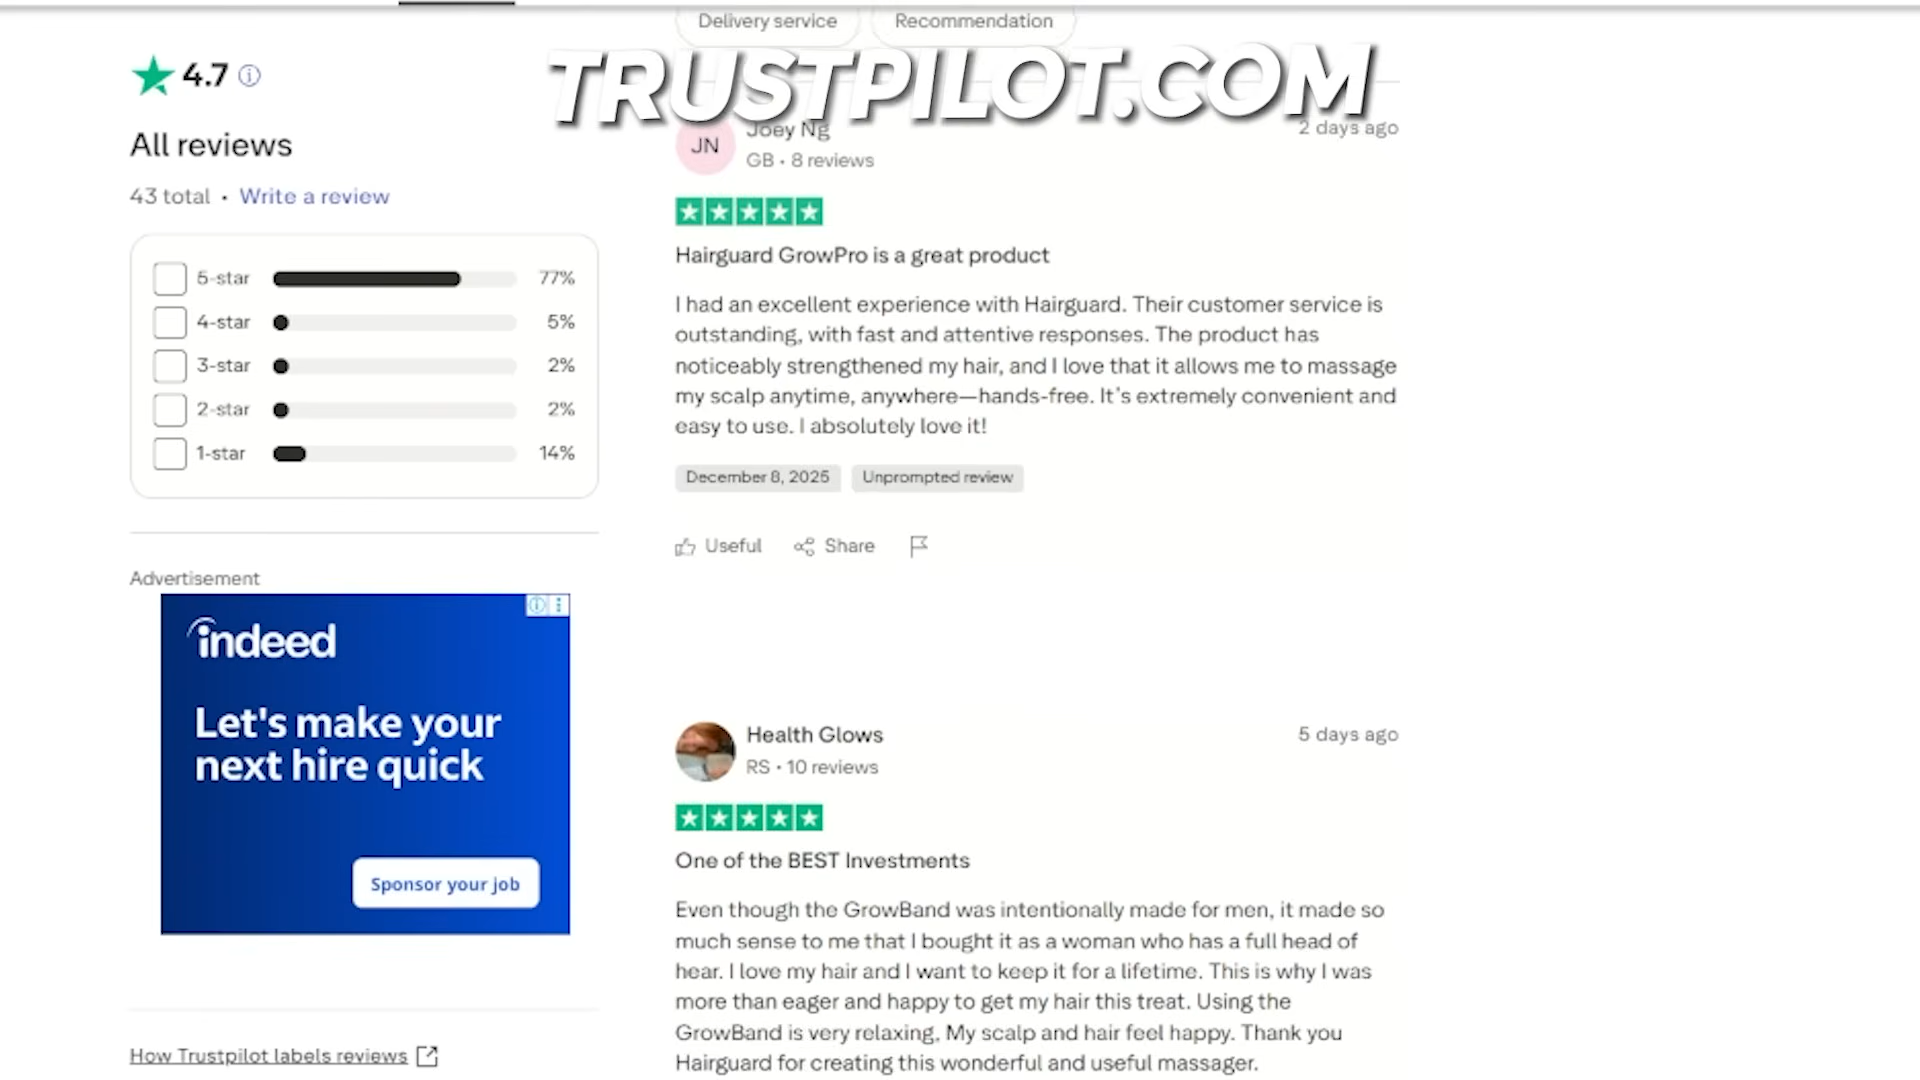 Delivery service
Recommendation
TRUSTPILOT.COM
4.7
All reviews
43 total • Write a review
5-star 77%
4-star 5%
3-star 2%
2-star 2%
1-star 14%
Advertisement
indeed
Let's make your
next hire quick
Sponsor your job
How Trustpilot labels reviews
JN
Joey Ng
GB • 8 reviews
2 days ago
Hairguard GrowPro is a great product
I had an excellent experience with Hairguard. Their customer service is
outstanding, with fast and attentive responses. The product has
noticeably strengthened my hair, and I love that it allows me to massage
my scalp anytime, anywhere—hands-free. It's extremely convenient and
easy to use. I absolutely love it!
December 8, 2025
Unprompted review
Useful
Share
Health Glows
RS • 10 reviews
5 days ago
One of the BEST Investments
Even though the GrowBand was intentionally made for men, it made so
much sense to me that I bought it as a woman who has a full head of
hear. I love my hair and I want to keep it for a lifetime. This is why I was
more than eager and happy to get my hair this treat. Using the
GrowBand is very relaxing, My scalp and hair feel happy. Thank you
Hairguard for creating this wonderful and useful massager.